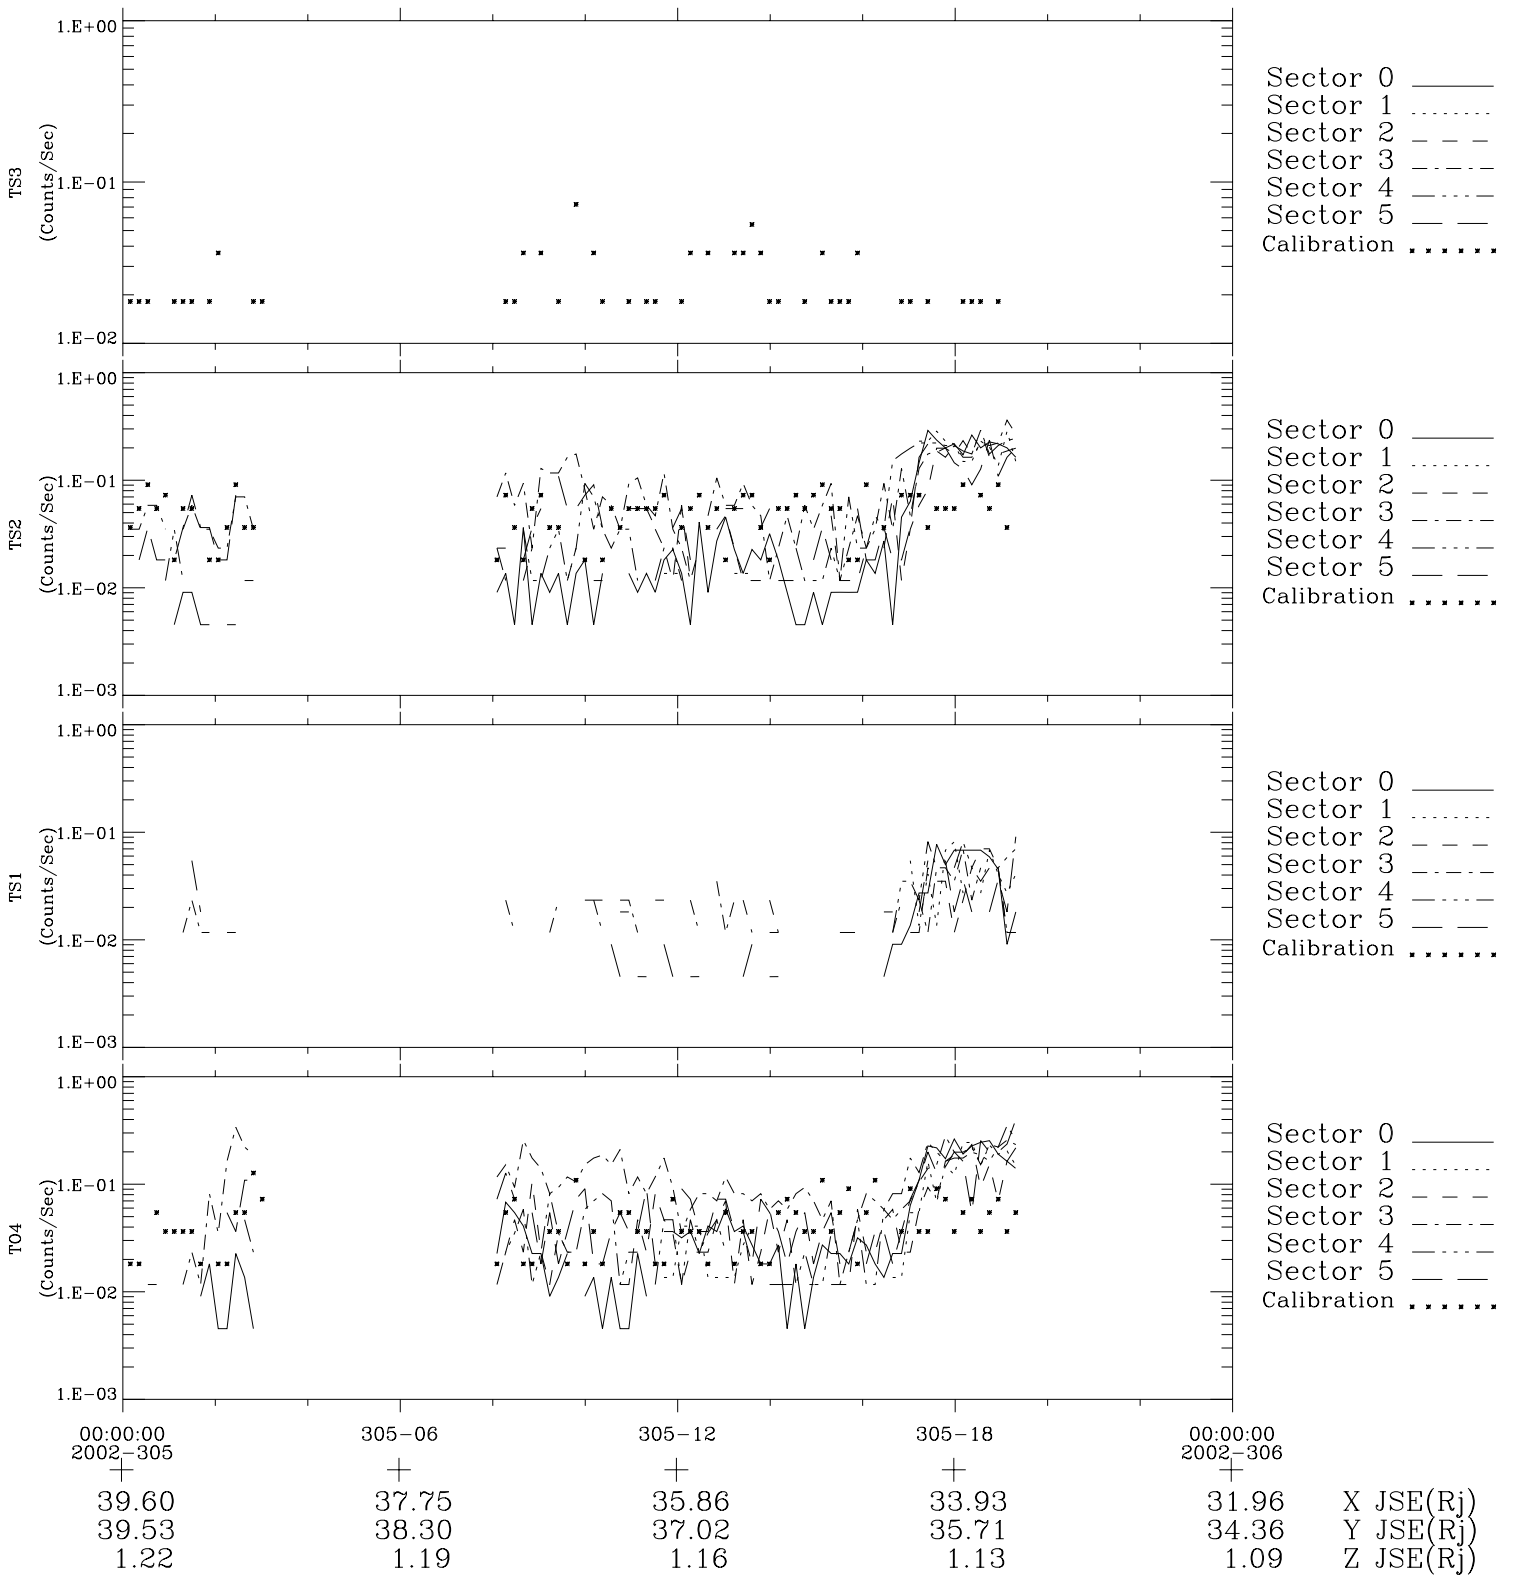 1.E+00
1.E-01
1.E-02
TS3
(Counts/Sec)
Sector 0
Sector 1
Sector 2
Sector 3
Sector 4
Sector 5
Calibration
1.E+00
1.E-01
1.E-02
1.E-03
TS2
(Counts/Sec)
Sector 0
Sector 1
Sector 2
Sector 3
Sector 4
Sector 5
Calibration
1.E+00
1.E-01
1.E-02
1.E-03
TS1
(Counts/Sec)
Sector 0
Sector 1
Sector 2
Sector 3
Sector 4
Sector 5
Calibration
1.E+00
1.E-01
1.E-02
1.E-03
TO4
(Counts/Sec)
Sector 0
Sector 1
Sector 2
Sector 3
Sector 4
Sector 5
Calibration
00:00:00 305-06 305-12 305-18 00:00:00
2002-305 2002-306
39.60 37.75 35.86 33.93 31.96 X JSE(Rj)
39.53 38.30 37.02 35.71 34.36 Y JSE(Rj)
1.22 1.19 1.16 1.13 1.09 Z JSE(Rj)